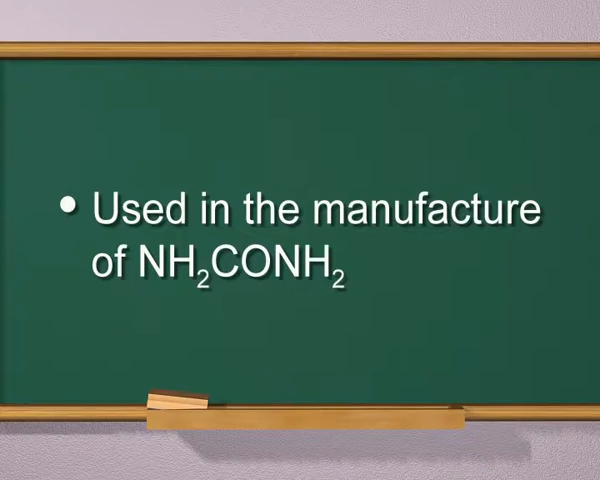 • Used in the manufacture
of NH₂CONH₂